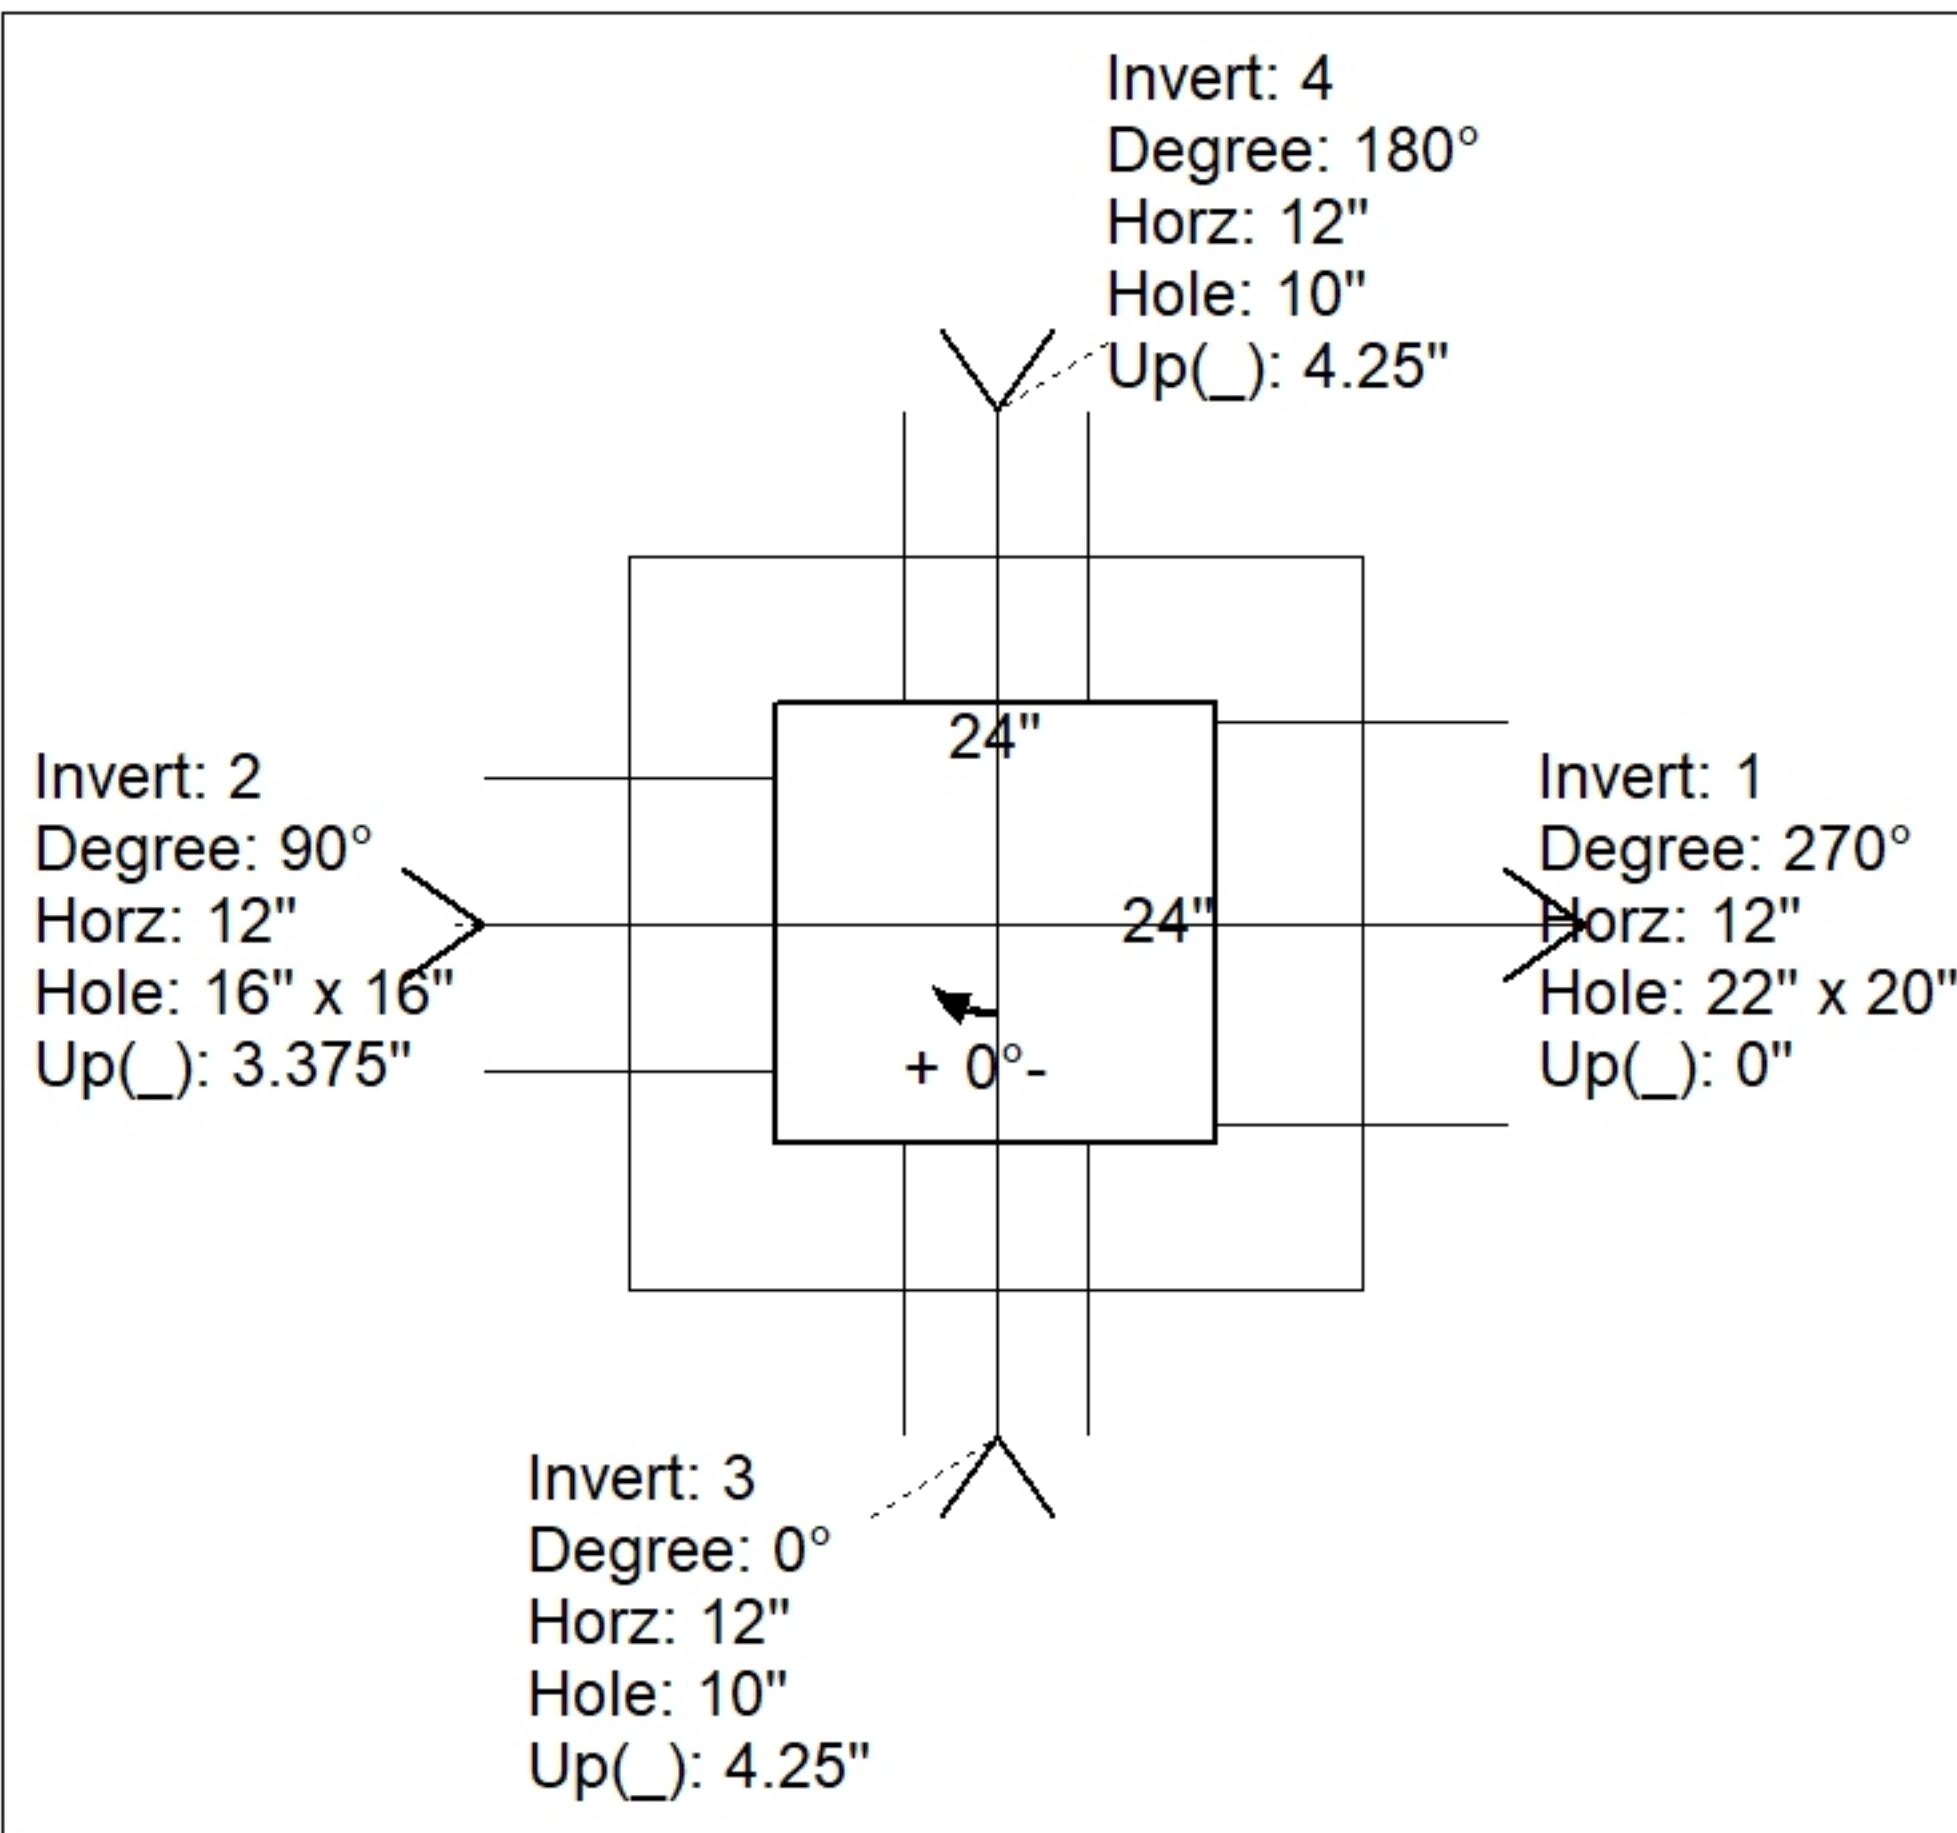 Invert: 4
Degree: 180°
Horz: 12"
Hole: 10"
Up(_): 4.25"
24"
24"
+ 0°-
Invert: 2
Degree: 90°
Horz: 12"
Hole: 16" x 16"
Up(_): 3.375"
Invert: 1
Degree: 270°
Horz: 12"
Hole: 22" x 20"
Up(_): 0"
Invert: 3
Degree: 0°
Horz: 12"
Hole: 10"
Up(_): 4.25"